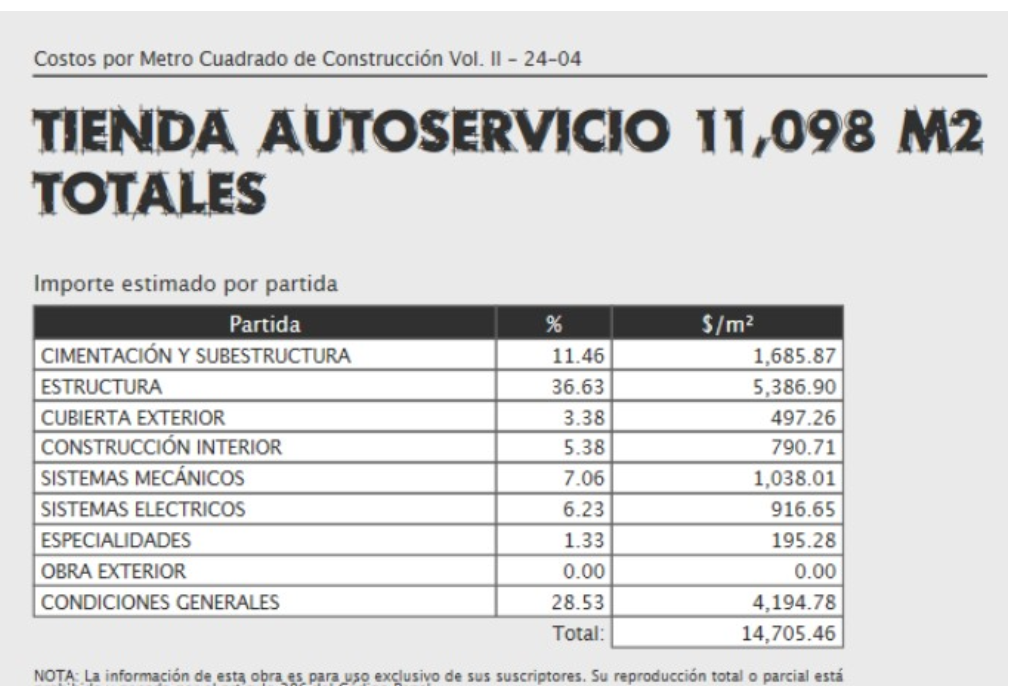 Costos por Metro Cuadrado de Construcción Vol. II – 24-04
TIENDA AUTOSERVICIO 11,098 M2
TOTALES
Importe estimado por partida
Partida % $/m²
CIMENTACIÓN Y SUBESTRUCTURA 11.46 1,685.87
ESTRUCTURA 36.63 5,386.90
CUBIERTA EXTERIOR 3.38 497.26
CONSTRUCCIÓN INTERIOR 5.38 790.71
SISTEMAS MECÁNICOS 7.06 1,038.01
SISTEMAS ELECTRICOS 6.23 916.65
ESPECIALIDADES 1.33 195.28
OBRA EXTERIOR 0.00 0.00
CONDICIONES GENERALES 28.53 4,194.78
Total: 14,705.46
NOTA: La información de esta obra es para uso exclusivo de sus suscriptores. Su reproducción total o parcial está